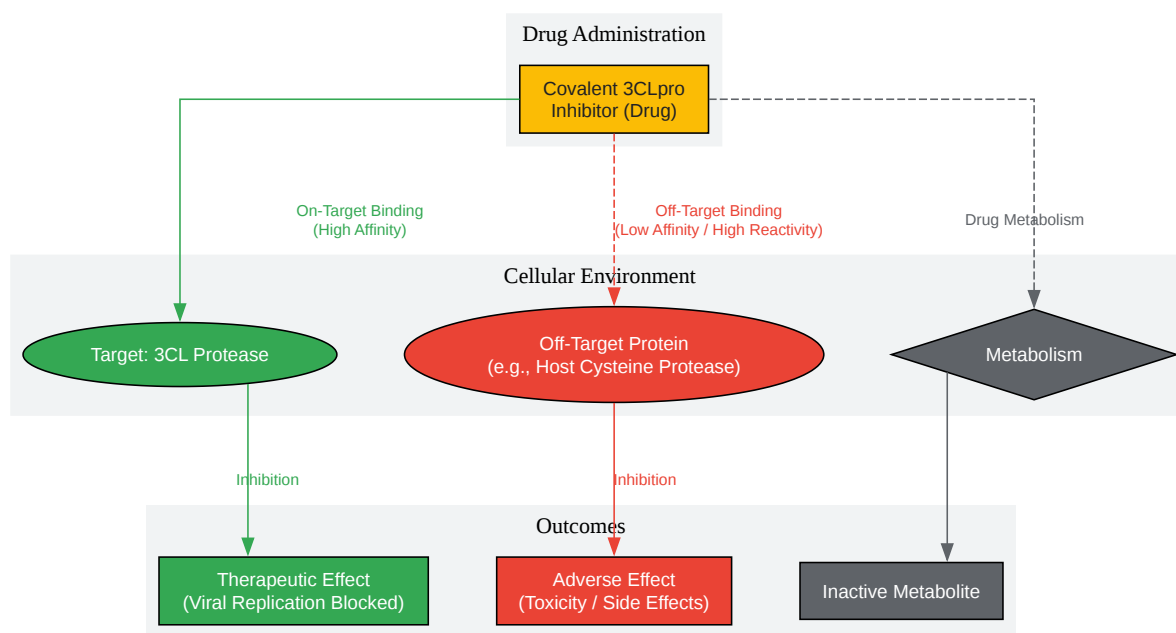 Drug Administration
Covalent 3CLpro
Inhibitor (Drug)
On-Target Binding
(High Affinity)
Off-Target Binding
(Low Affinity / High Reactivity)
Drug Metabolism
Cellular Environment
Target: 3CL Protease
Off-Target Protein
(e.g., Host Cysteine Protease)
Metabolism
Inhibition
Inhibition
Outcomes
Therapeutic Effect
(Viral Replication Blocked)
Adverse Effect
(Toxicity / Side Effects)
Inactive Metabolite